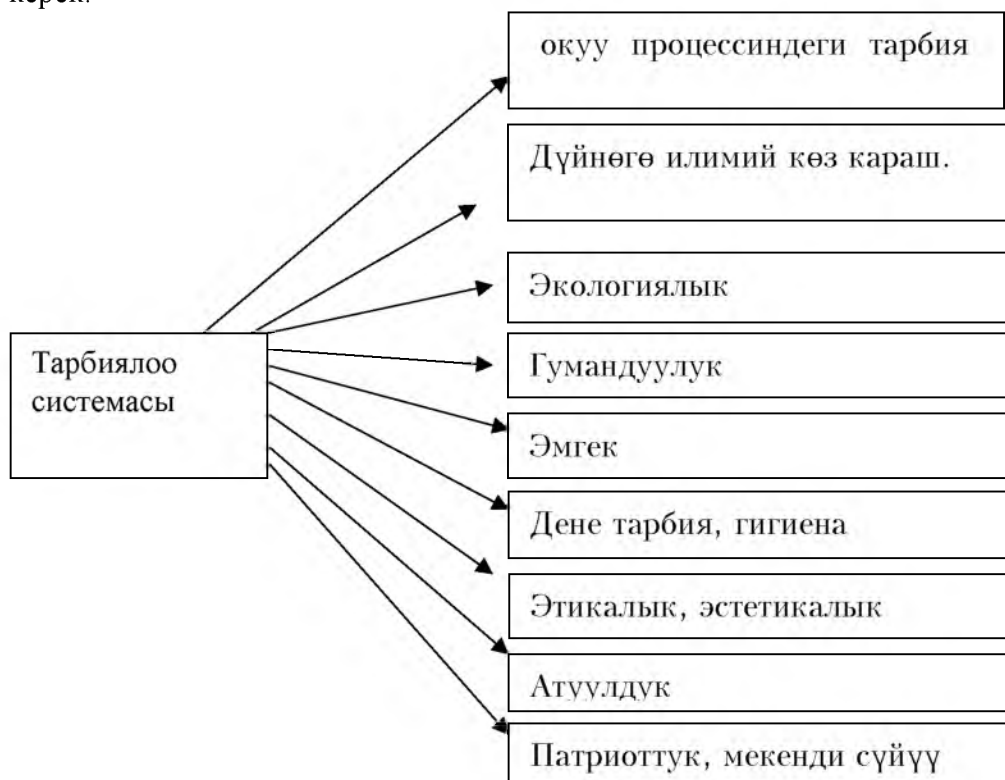 окуу процессиндеги тарбия
Дүйнөгө илимий көз караш.
Экологиялык
Гумандуулук
Тарбиялоо
системасы
Эмгек
Дене тарбия, гигиена
Этикалык, эстетикалык
Атуулдук
Патриоттук, мекенди сүйүү